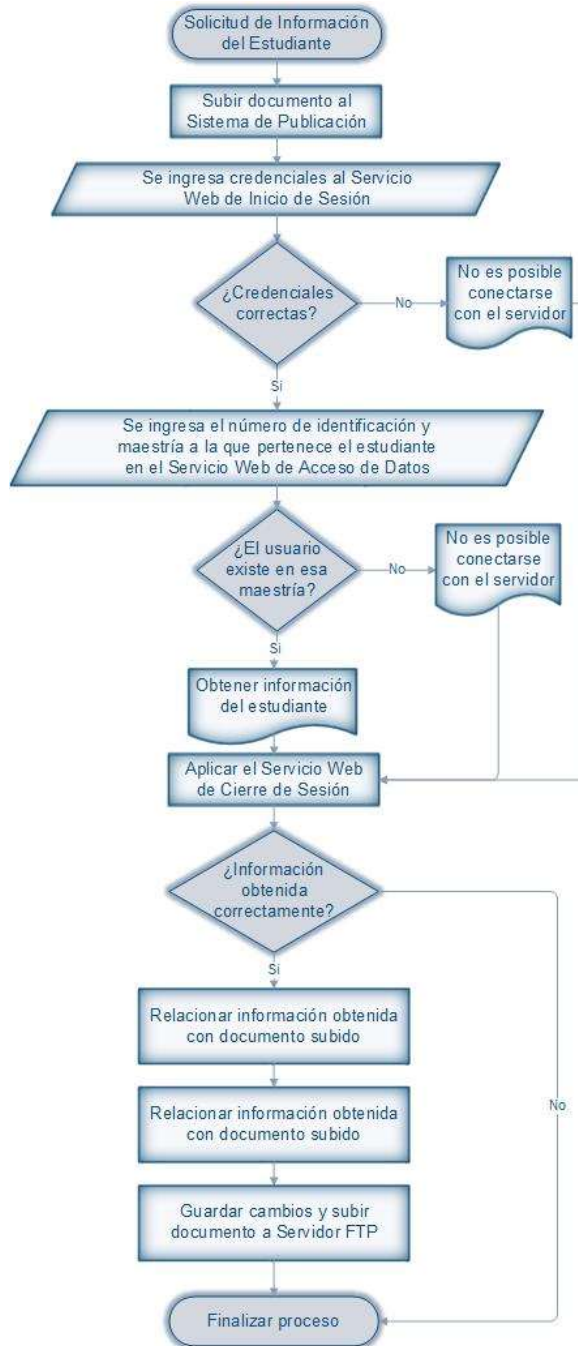 Solicitud de Información
del Estudiante
Subir documento al
Sistema de Publicación
Se ingresa credenciales al Servicio
Web de Inicio de Sesión
¿Credenciales
correctas?
No
No es posible
conectarse
con el servidor
Si
Se ingresa el número de identificación y
maestría a la que pertenece el estudiante
en el Servicio Web de Acceso de Datos
¿El usuario
existe en esa
maestría?
No
No es posible
conectarse
con el servidor
Si
Obtener información
del estudiante
Aplicar el Servicio Web
de Cierre de Sesión
¿Información
obtenida
correctamente?
Si
Relacionar información obtenida
con documento subido
Relacionar información obtenida
con documento subido
No
Guardar cambios y subir
documento a Servidor FTP
Finalizar proceso